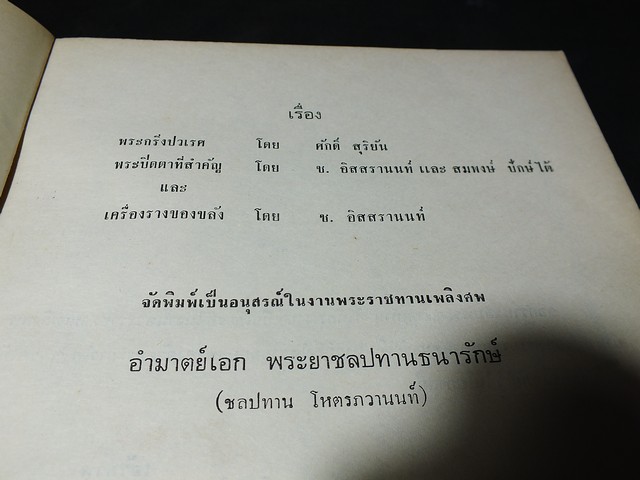 เรื่อง
พระกริ่งปวเรศ โดย ศักดิ์ สุริยัน
พระปิดตาที่สำคัญ โดย ช. อิสสรานนท์ และ สมพงษ์ ปักษ์ใต้
และ
เครื่องรางของขลัง โดย ช. อิสสรานนท์
จัดพิมพ์เป็นอนุสรณ์ในงานพระราชทานเพลิงศพ
อำมาตย์เอก พระยาชลปทานธนารักษ์
(ชลปทาน โหตรภวานนท์)